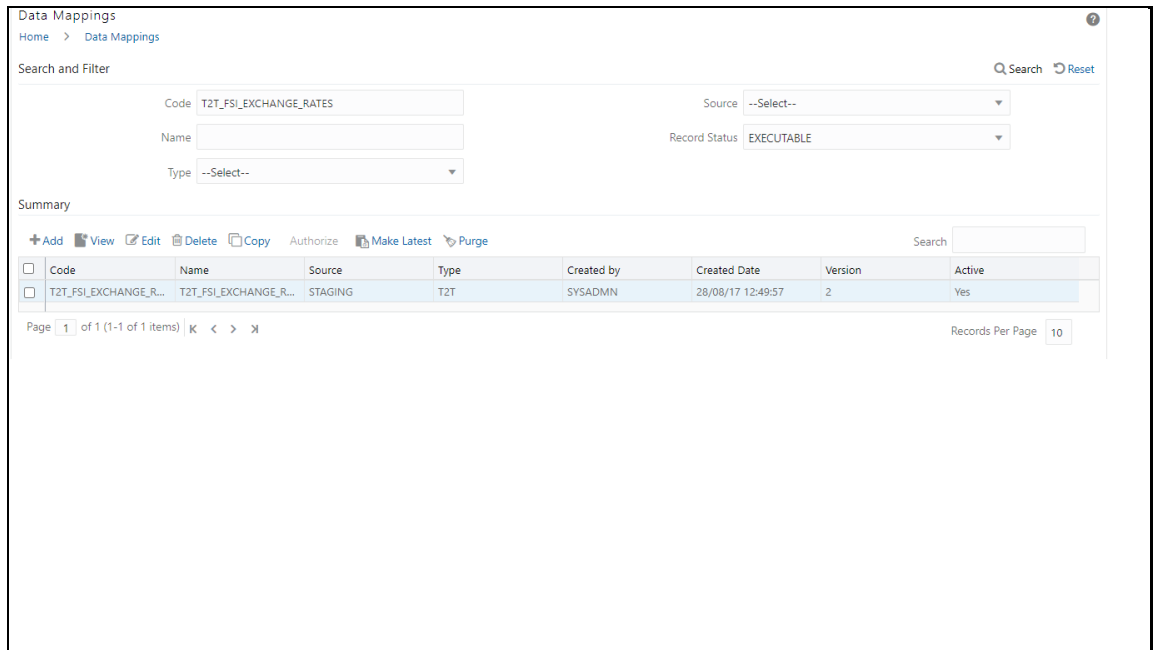 Data Mappings
Home > Data Mappings
Search and Filter Search Reset
Code T2T_FSI_EXCHANGE_RATES Source --Select--
Name Record Status EXECUTABLE
Type --Select--
Summary
Add View Edit Delete Copy Authorize Make Latest Purge Search
Code Name Source Type Created by Created Date Version Active
T2T_FSI_EXCHANGE_R... T2T_FSI_EXCHANGE_R... STAGING T2T SYSADMN 28/08/17 12:49:57 2 Yes
Page 1 of 1 (1-1 of 1 items) Records Per Page 10